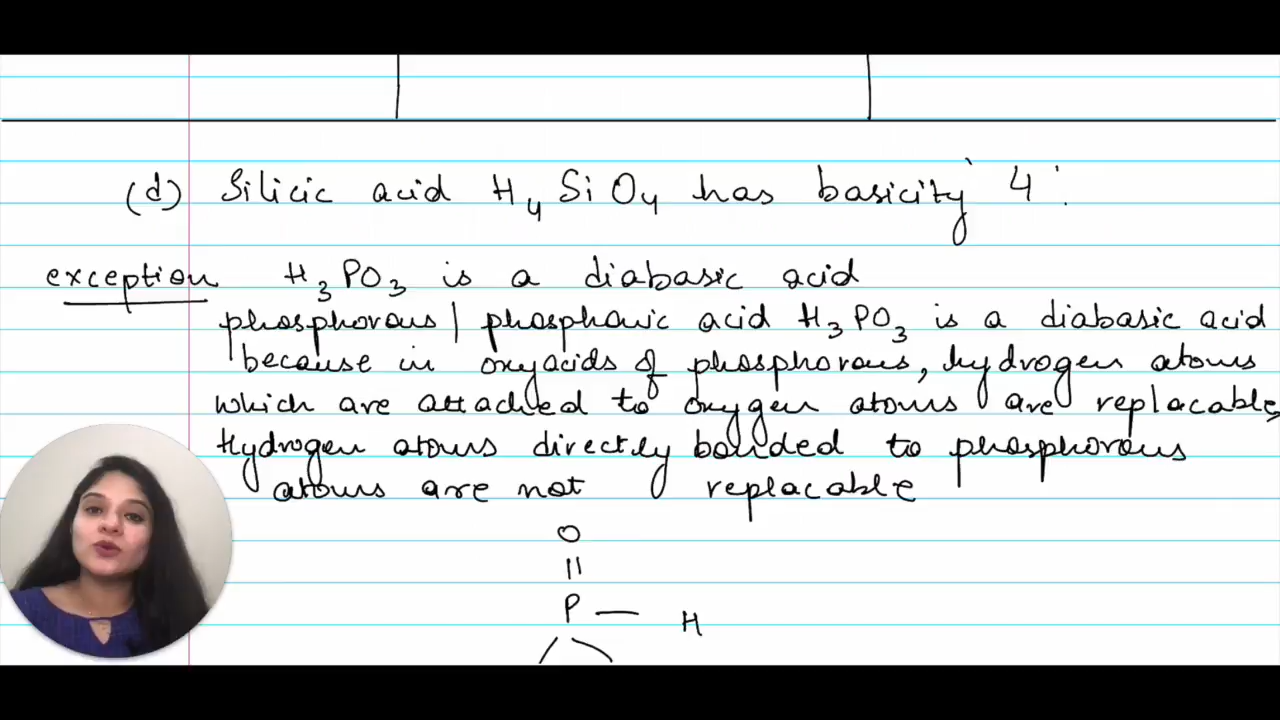 (d) Silicic acid H₄SiO₄ has basicity 4.
exception H₃PO₃ is a diabasic acid
phosphorous | phosphonic acid H₃PO₃ is a diabasic acid
because in oxyacids of phosphorous, hydrogen atoms
which are attached to oxygen atoms are replacable,
Hydrogen atoms directly bonded to phosphorous
atoms are not replacable
O
||
P — H